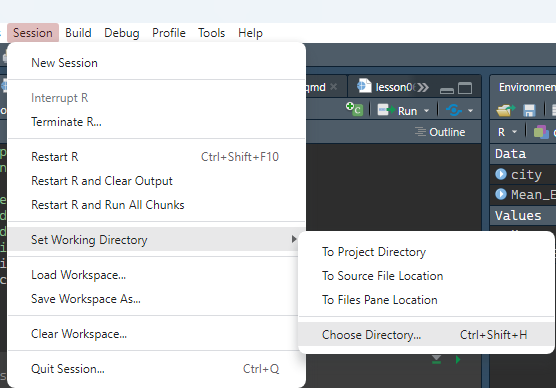 Session Build Debug Profile Tools Help
New Session
Interrupt R
Terminate R...
Restart R Ctrl+Shift+F10
Restart R and Clear Output
Restart R and Run All Chunks
Set Working Directory
Load Workspace...
Save Workspace As...
Clear Workspace...
Quit Session... Ctrl+Q
To Project Directory
To Source File Location
To Files Pane Location
Choose Directory... Ctrl+Shift+H
qmd lesson0
Run
Outline
Environmen
R
Data
city
Mean_E
Values